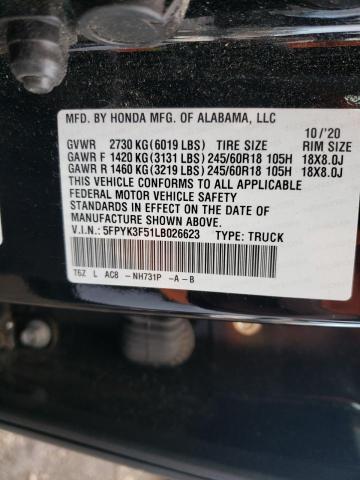 MFD. BY HONDA MFG. OF ALABAMA, LLC
10/'20
GVWR 2730 KG (6019 LBS) TIRE SIZE RIM SIZE
GAWR F 1420 KG (3131 LBS) 245/60R18 105H 18X8.0J
GAWR R 1460 KG (3219 LBS) 245/60R18 105H 18X8.0J
THIS VEHICLE CONFORMS TO ALL APPLICABLE
FEDERAL MOTOR VEHICLE SAFETY
STANDARDS IN EFFECT ON THE DATE OF
MANUFACTURE SHOWN ABOVE.
V.I.N.: 5FPYK3F51LB026623 TYPE: TRUCK
T6Z L AC8 - NH731P -A-B